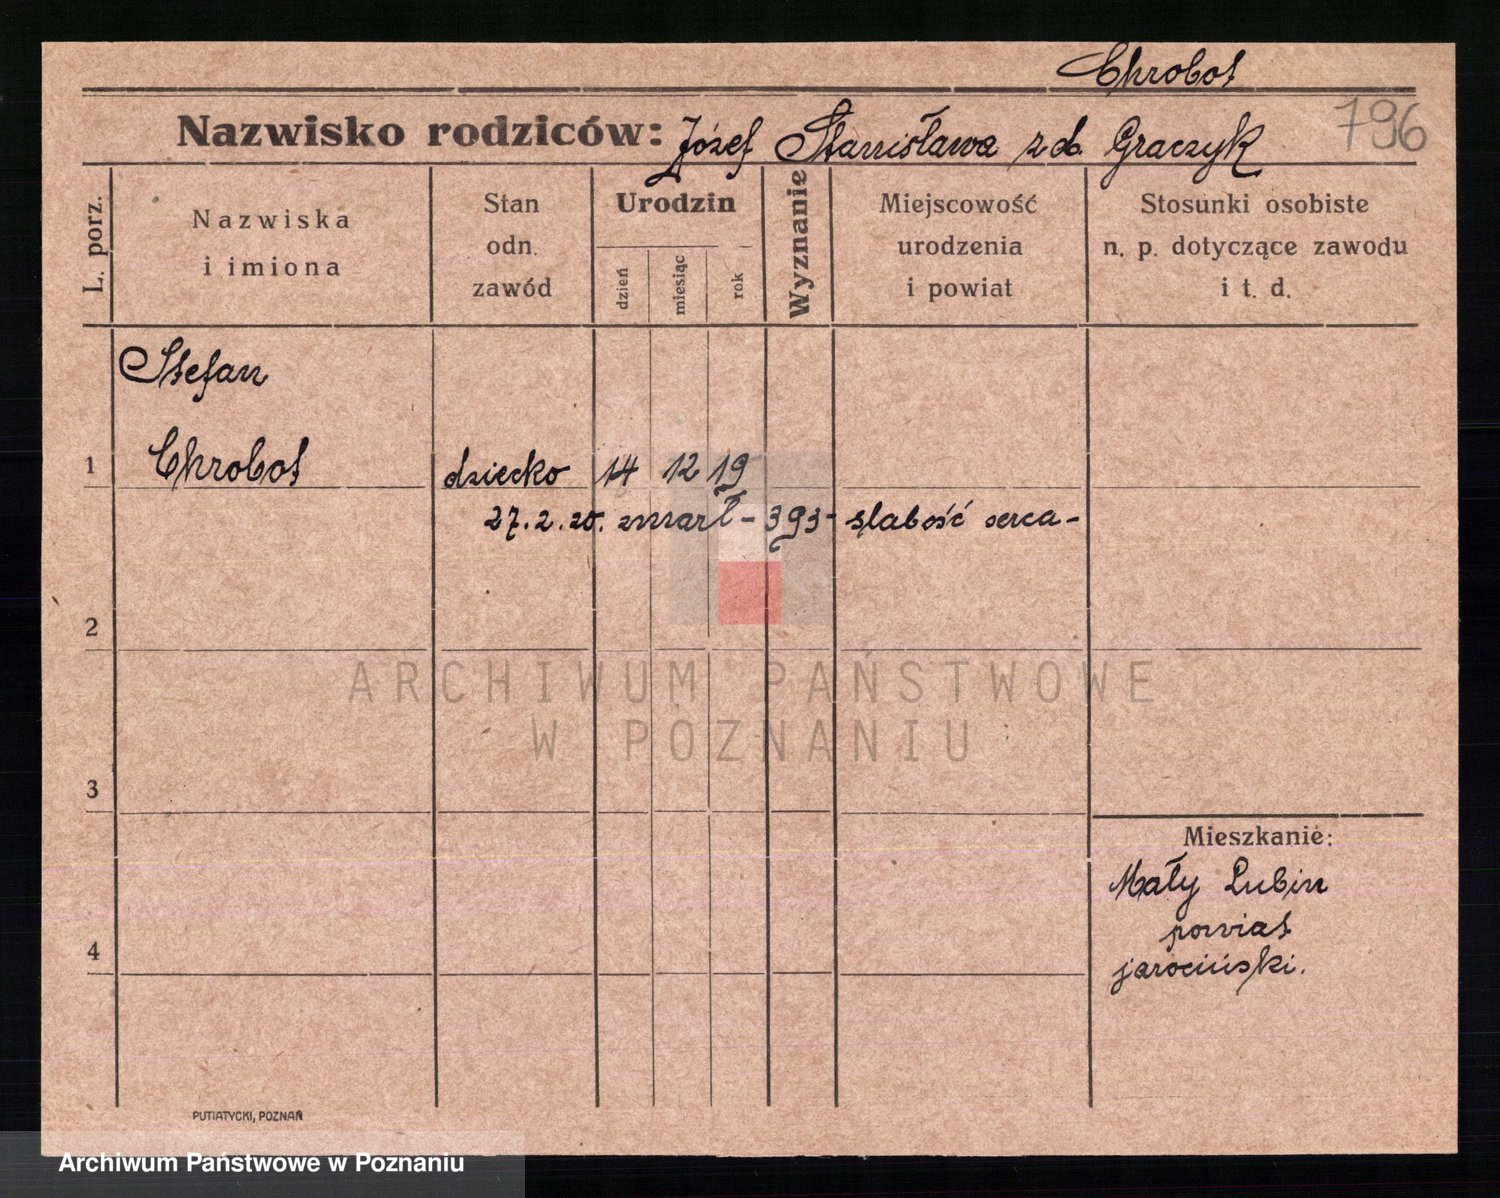 Chrobot
Nazwisko rodziców: Józef Stanisława z d. Graczyk
796
L. porz.
Nazwiska
i imiona
Stan
odn.
zawód
Urodzin
dzień
miesiąc
rok
Wyznanie
Miejscowość
urodzenia
i powiat
Stosunki osobiste
n. p. dotyczące zawodu
i t. d.
Stefan
1 Chrobot dziecko 14 12 19
27.2.20. zmarł - 393 - słabość serca -
2
ARCHIWUM PAŃSTWOWE
W POZNANIU
3
Mieszkanie:
Mały Lubin
powiat
jarociński.
4
PUTIATYCKI, POZNAŃ
Archiwum Państwowe w Poznaniu